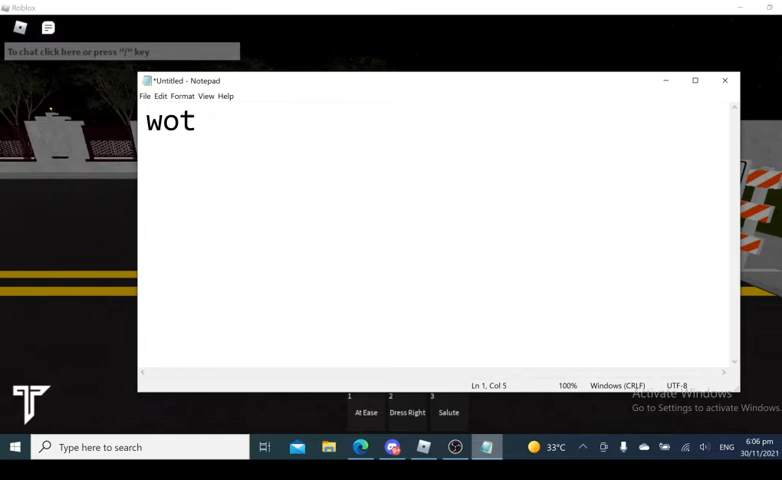 Roblox
To chat click here or press "/" key
*Untitled - Notepad
File Edit Format View Help
wot
Ln 1, Col 5 100% Windows (CRLF) UTF-8
Activate Windows
Go to Settings to activate Windows.
1 2 3
At Ease Dress Right Salute
Type here to search
33°C ENG 6:06 pm
30/11/2021